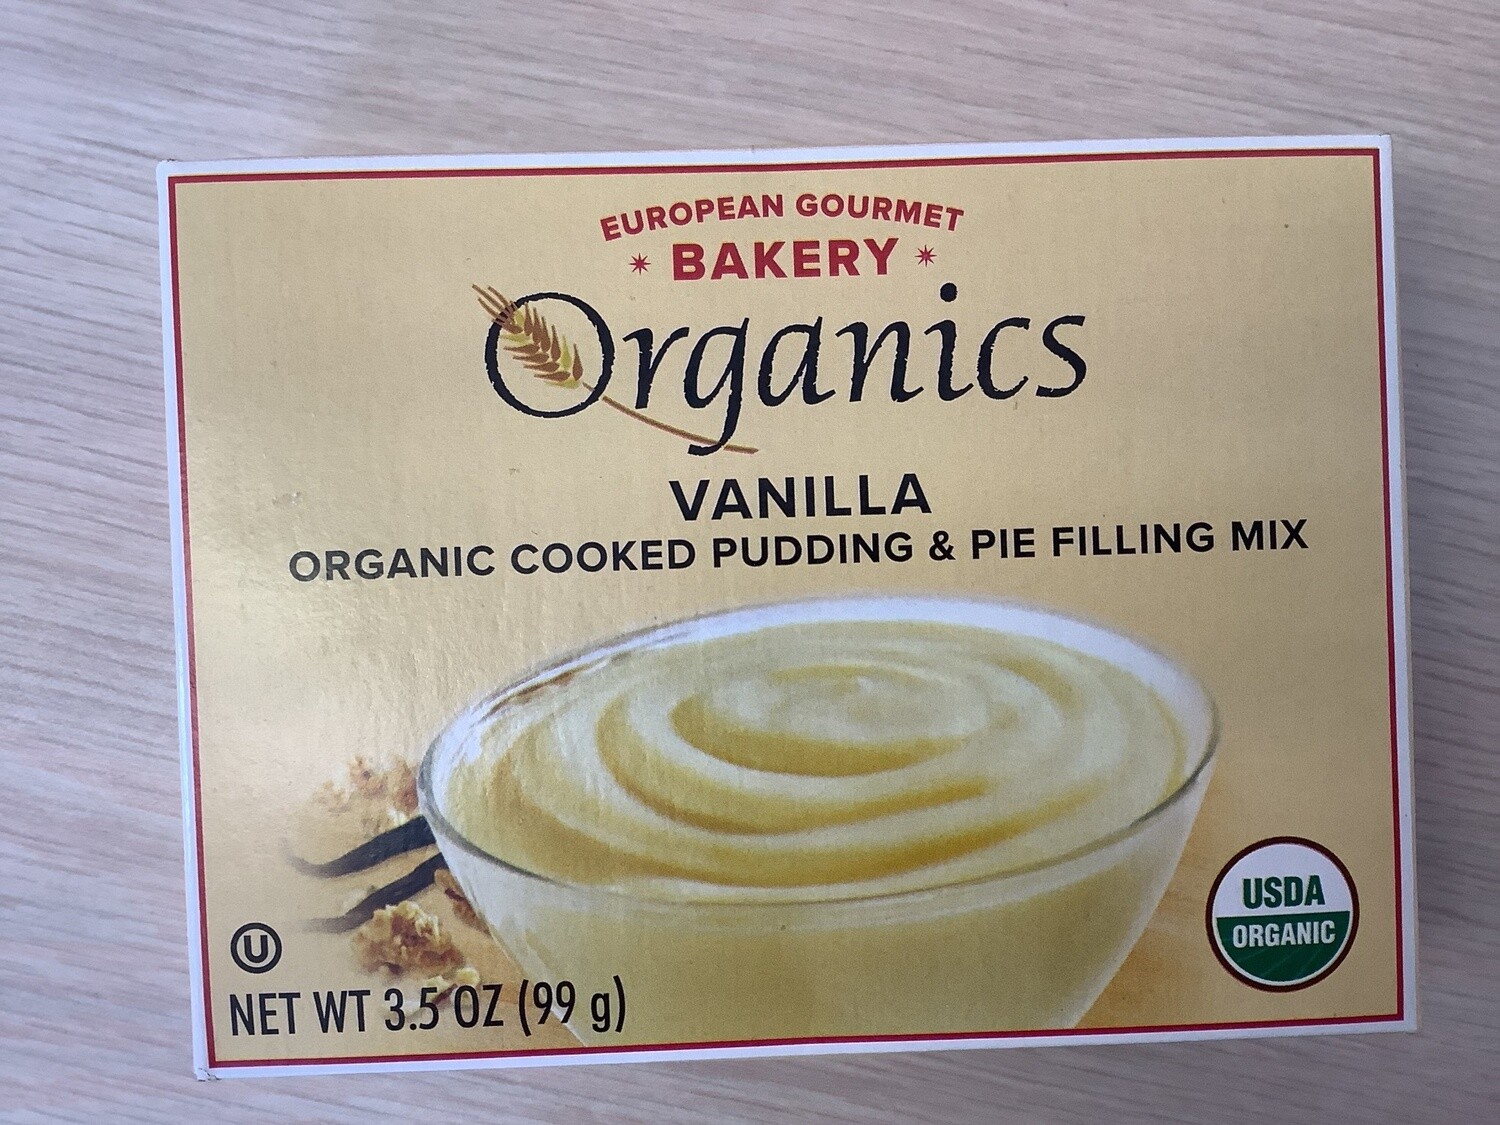 EUROPEAN GOURMET
* BAKERY *
Organics
VANILLA
ORGANIC COOKED PUDDING & PIE FILLING MIX
U
NET WT 3.5 OZ (99 g)
USDA
ORGANIC